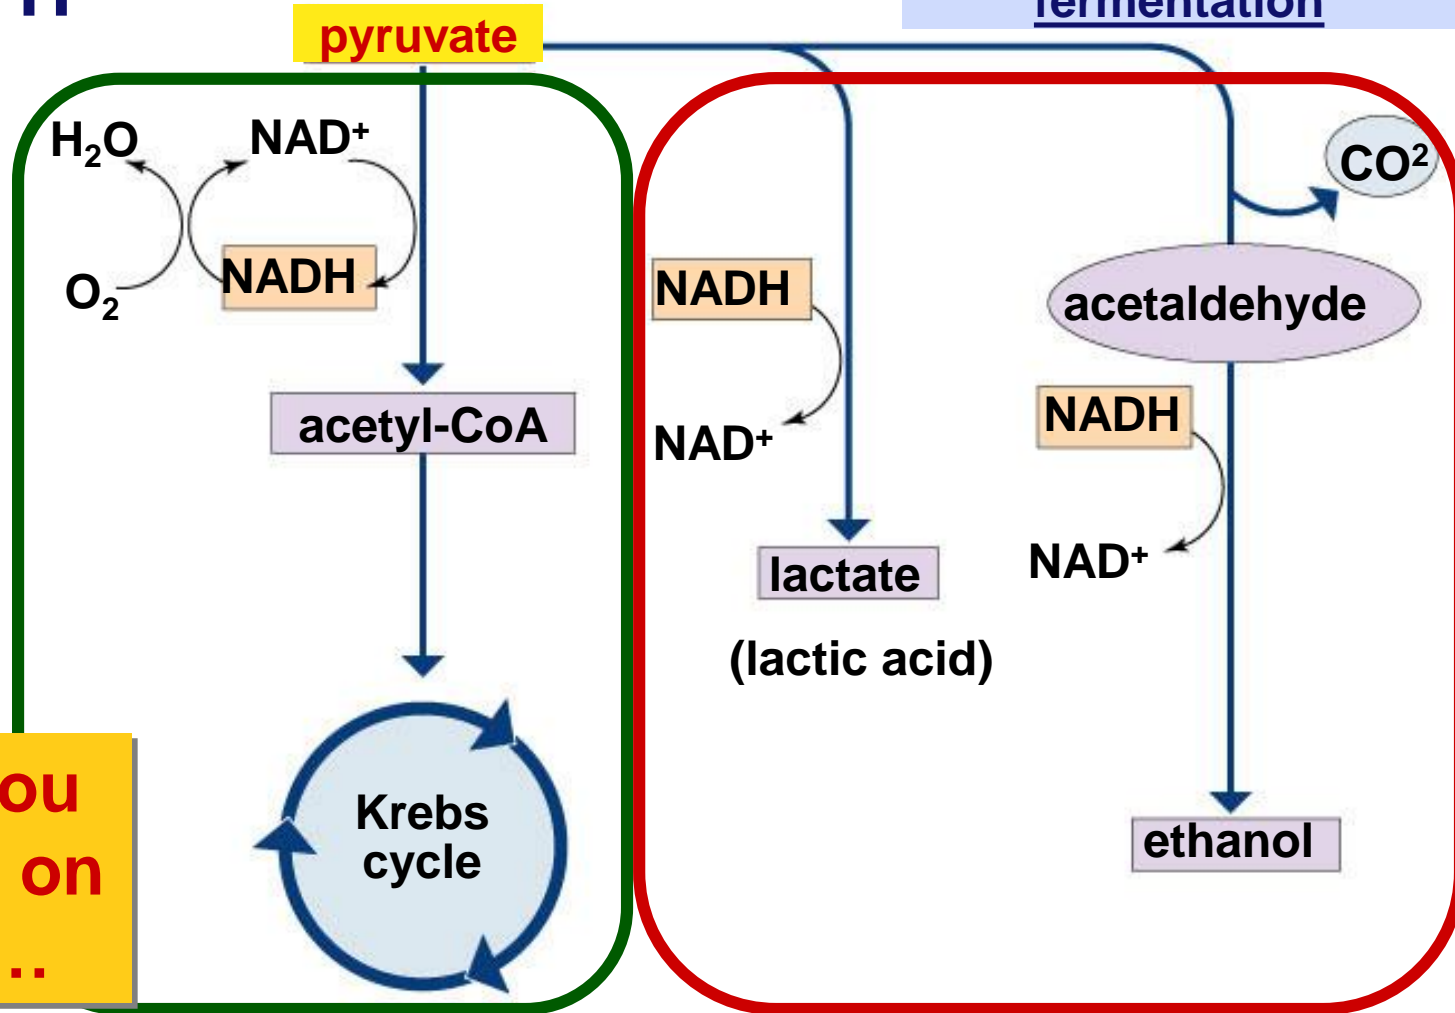 fermentation
pyruvate
H₂O
NAD⁺
CO²
O₂
NADH
NADH
acetaldehyde
acetyl-CoA
NAD⁺
NADH
lactate
NAD⁺
(lactic acid)
Krebs
cycle
ethanol
ou
on
..